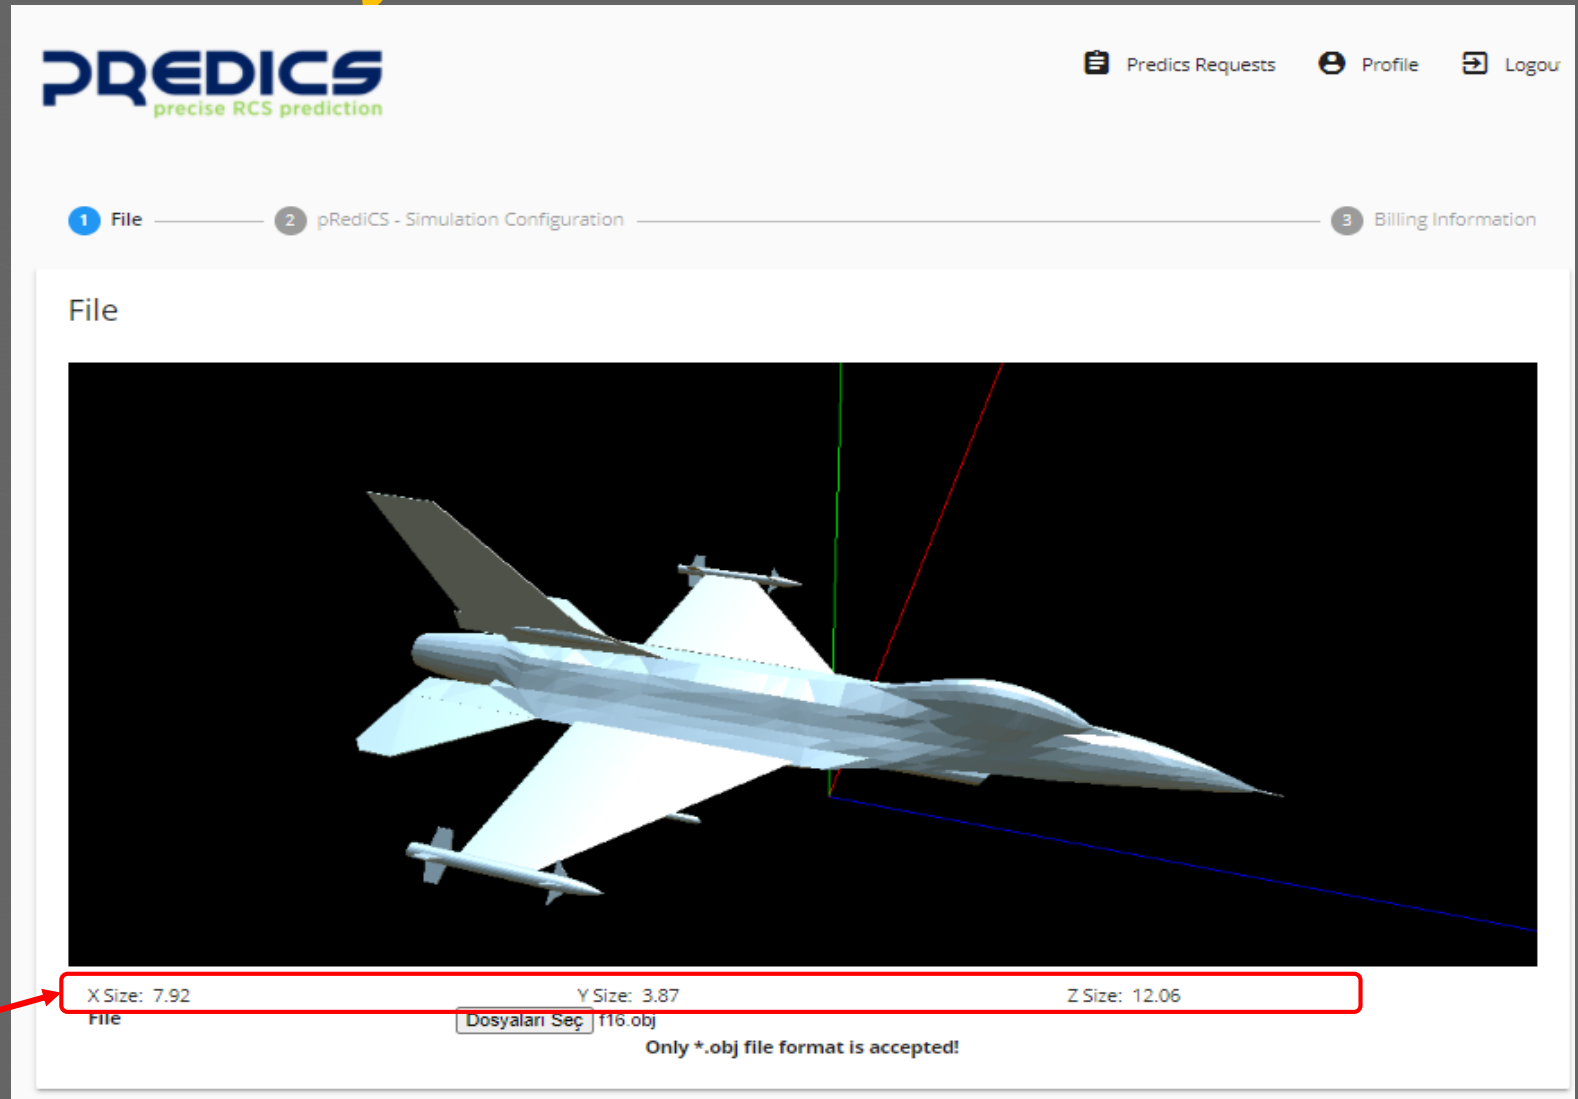 PREDICS
precise RCS prediction
Predics Requests Profile Logou
1 File 2 pRediCS - Simulation Configuration 3 Billing Information
File
X Size: 7.92 Y Size: 3.87 Z Size: 12.06
File Dosyaları Seç f16.obj
Only *.obj file format is accepted!